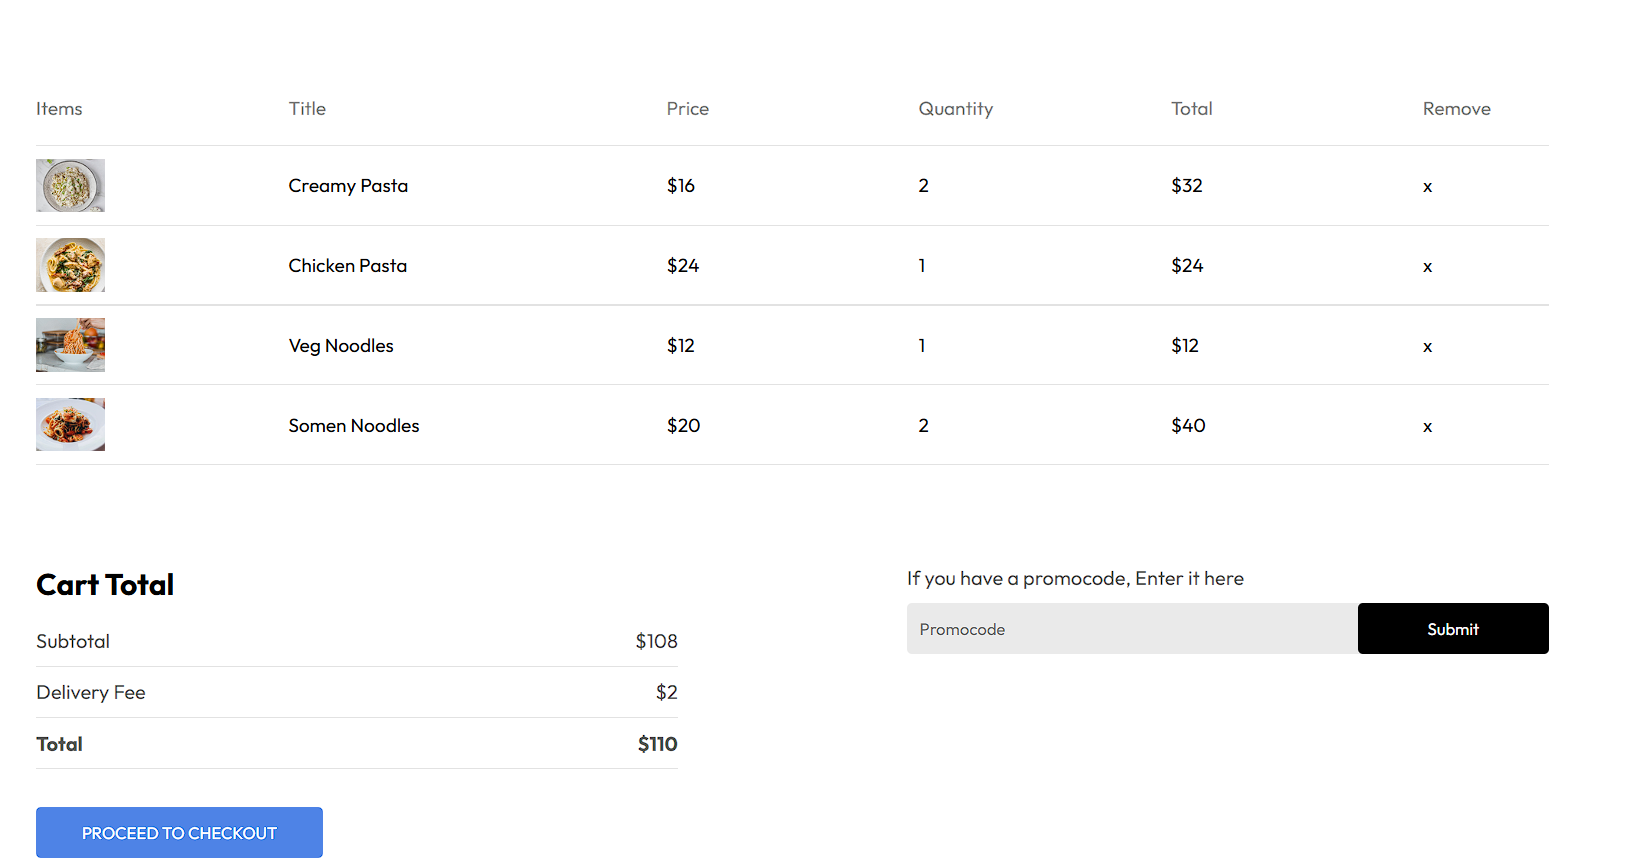 Items Title Price Quantity Total Remove
Creamy Pasta $16 2 $32 x
Chicken Pasta $24 1 $24 x
Veg Noodles $12 1 $12 x
Somen Noodles $20 2 $40 x
Cart Total
Subtotal $108
Delivery Fee $2
Total $110
PROCEED TO CHECKOUT
If you have a promocode, Enter it here
Promocode Submit